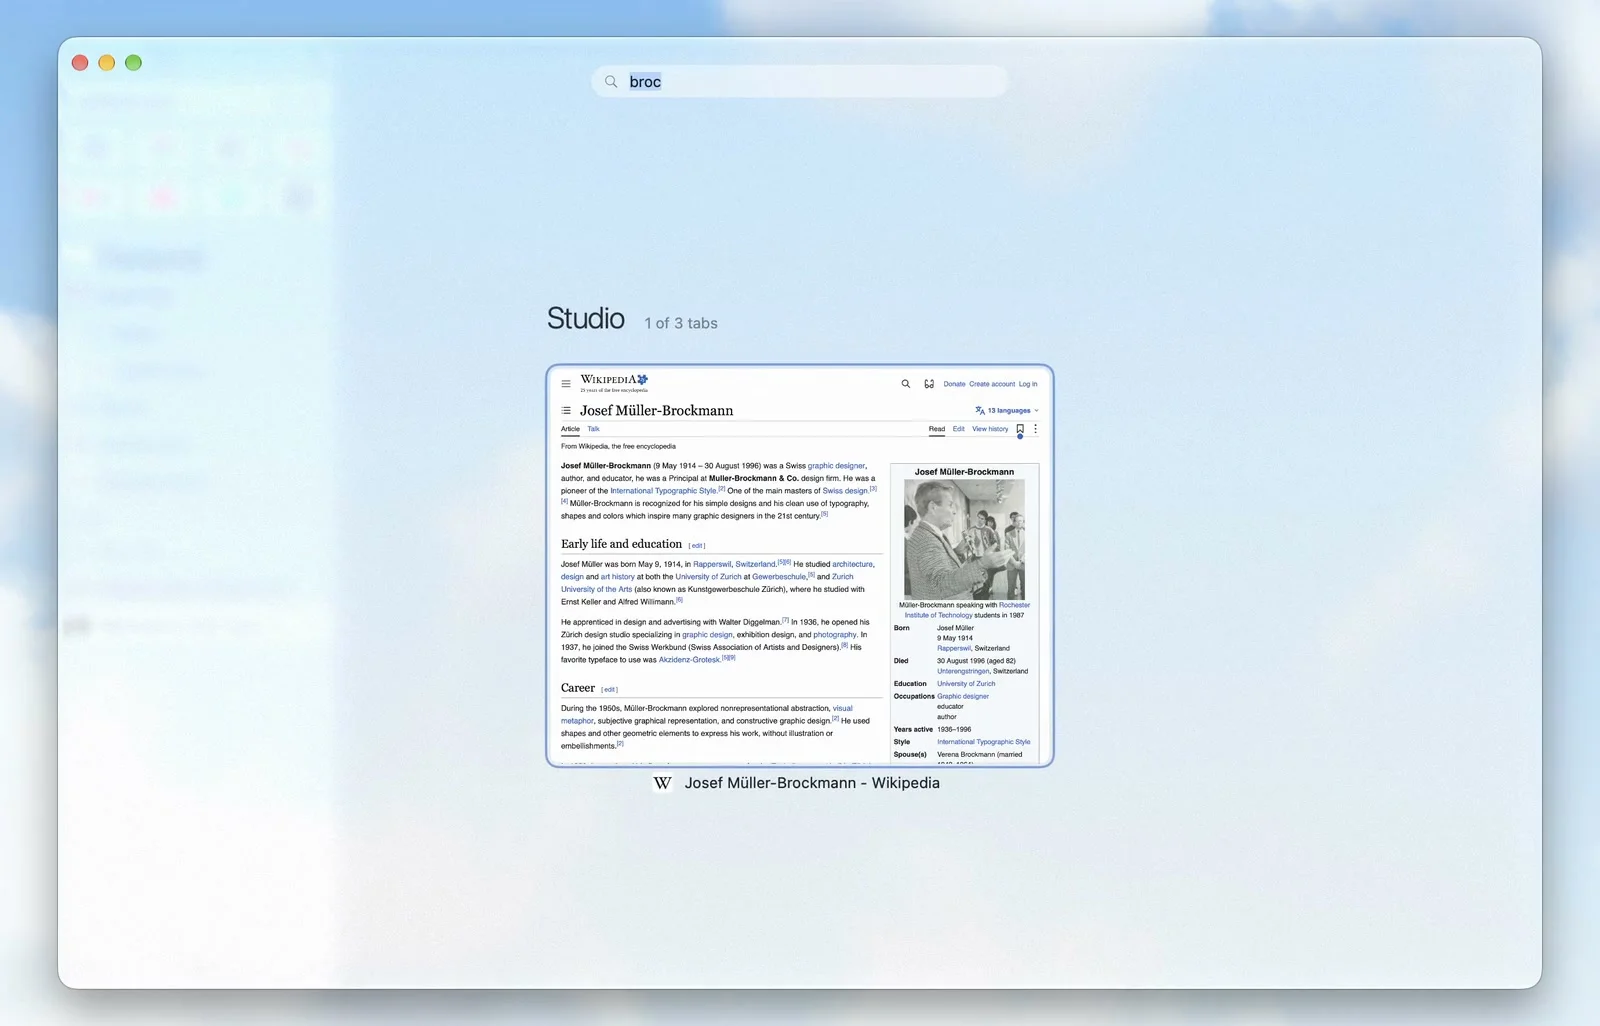 broc
Studio 1 of 3 tabs
WIKIPEDIA
25 years of the free encyclopedia
Donate Create account Log in
Josef Müller-Brockmann
13 languages
Article Talk
Read Edit View history
From Wikipedia, the free encyclopedia
Josef Müller-Brockmann (9 May 1914 – 30 August 1996) was a Swiss graphic designer,
author, and educator, he was a Principal at Muller-Brockmann & Co. design firm. He was a
pioneer of the International Typographic Style.[2] One of the main masters of Swiss design.[3]
[4] Müller-Brockmann is recognized for his simple designs and his clean use of typography,
shapes and colors which inspire many graphic designers in the 21st century.[5]
Early life and education [ edit ]
Josef Müller was born May 9, 1914, in Rapperswil, Switzerland.[5][6] He studied architecture,
design and art history at both the University of Zurich at Gewerbeschule,[5] and Zurich
University of the Arts (also known as Kunstgewerbeschule Zürich), where he studied with
Ernst Keller and Alfred Willimann.[6]
He apprenticed in design and advertising with Walter Diggelman.[7] In 1936, he opened his
Zürich design studio specializing in graphic design, exhibition design, and photography. In
1937, he joined the Swiss Werkbund (Swiss Association of Artists and Designers).[8] His
favorite typeface to use was Akzidenz-Grotesk.[5][9]
Career [ edit ]
During the 1950s, Müller-Brockmann explored nonrepresentational abstraction, visual
metaphor, subjective graphical representation, and constructive graphic design.[2] He used
shapes and other geometric elements to express his work, without illustration or
embellishments.[2]
Josef Müller-Brockmann
Müller-Brockmann speaking with Rochester
Institute of Technology students in 1987
Born Josef Müller
9 May 1914
Rapperswil, Switzerland
Died 30 August 1996 (aged 82)
Unterengstringen, Switzerland
Education University of Zurich
Occupations Graphic designer
educator
author
Years active 1936–1996
Style International Typographic Style
Spouse(s) Verena Brockmann (married
W Josef Müller-Brockmann - Wikipedia